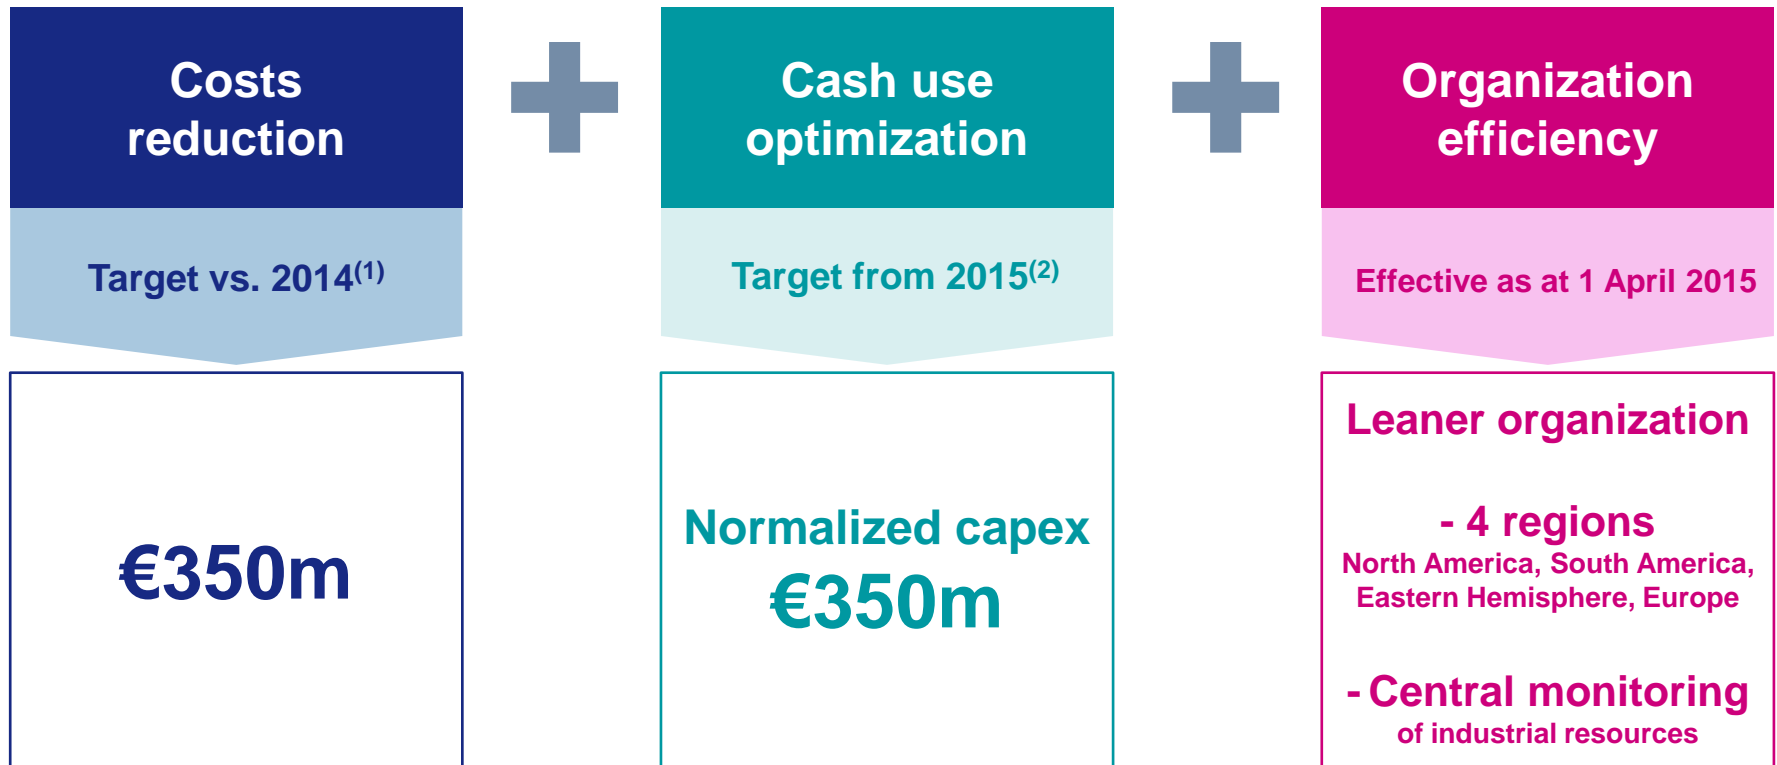 Costs
reduction
Target vs. 2014(1)
€350m
Cash use
optimization
Target from 2015(2)
Normalized capex
€350m
Organization
efficiency
Effective as at 1 April 2015
Leaner organization
- 4 regions
North America, South America,
Eastern Hemisphere, Europe
- Central monitoring
of industrial resources